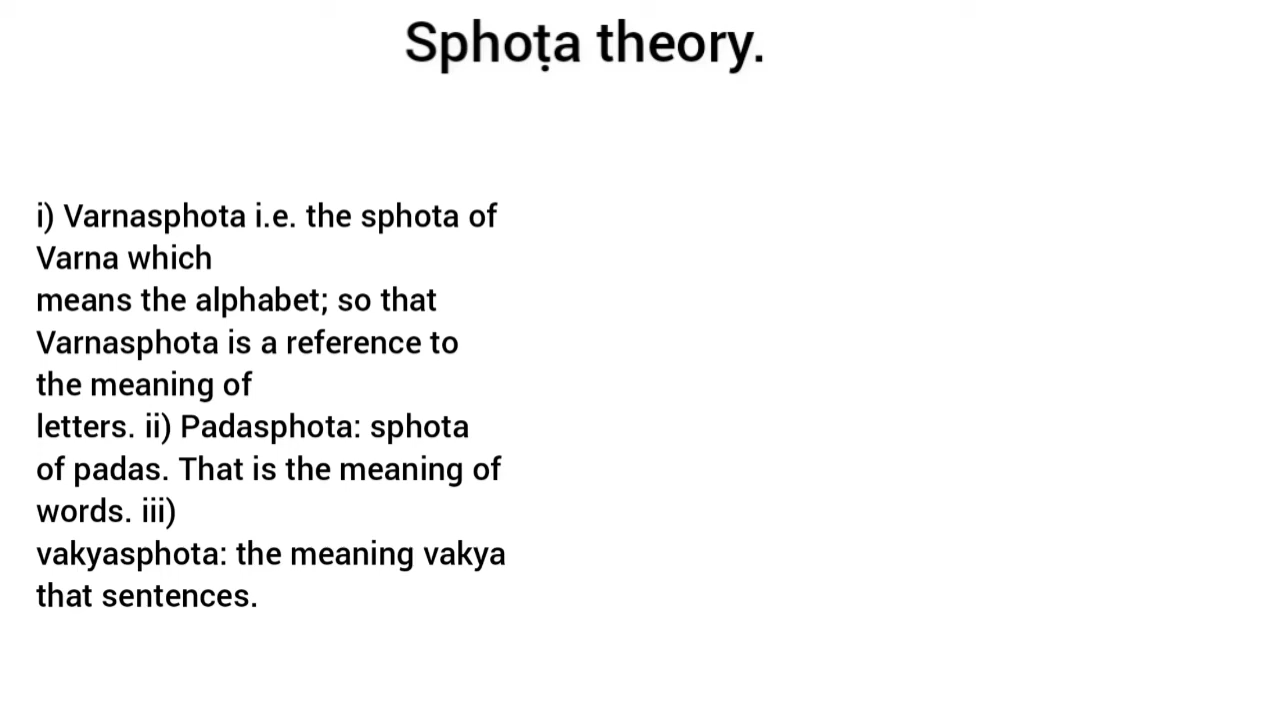 Sphoṭa theory.
i) Varnasphota i.e. the sphota of
Varna which
means the alphabet; so that
Varnasphota is a reference to
the meaning of
letters. ii) Padasphota: sphota
of padas. That is the meaning of
words. iii)
vakyasphota: the meaning vakya
that sentences.